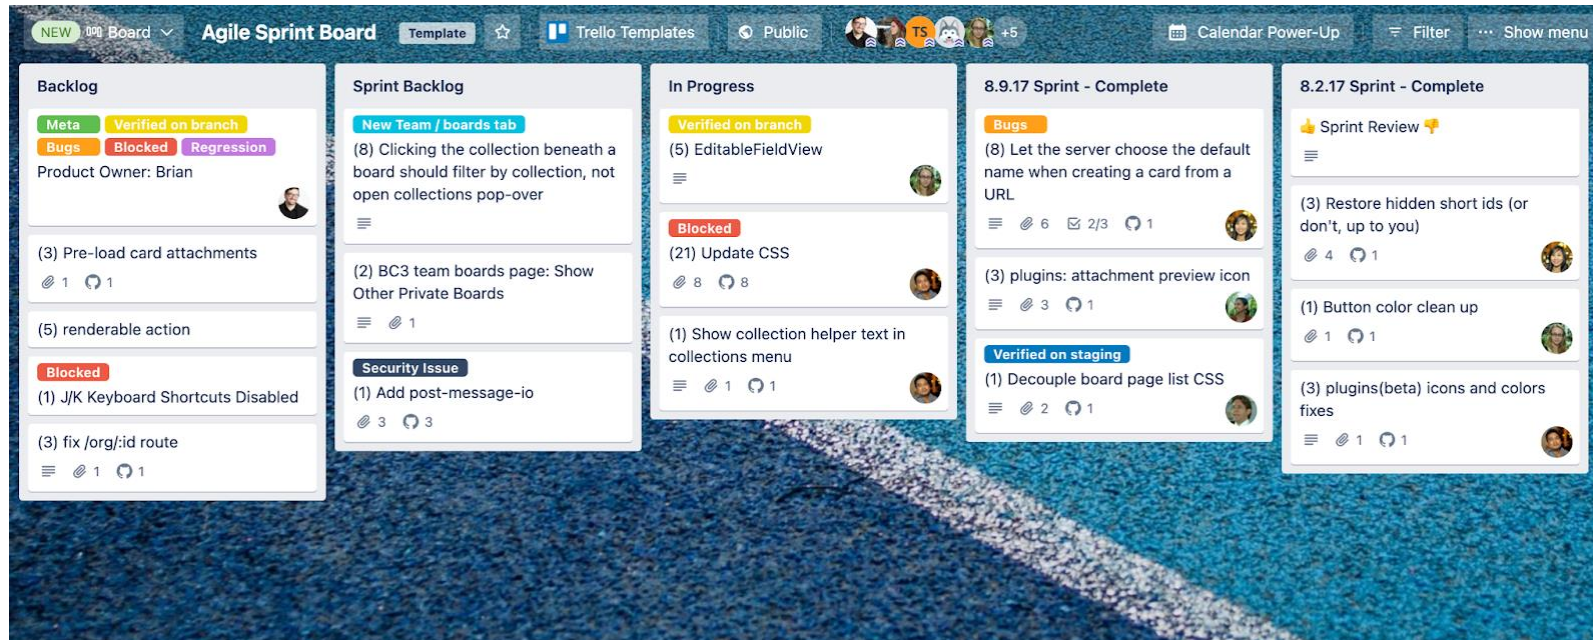 NEW Board Agile Sprint Board Template Trello Templates Public TS +5 Calendar Power-Up Filter ··· Show menu
Backlog
Meta Verified on branch
Bugs Blocked Regression
Product Owner: Brian
(3) Pre-load card attachments
1 1
(5) renderable action
Blocked
(1) J/K Keyboard Shortcuts Disabled
(3) fix /org/:id route
1 1
Sprint Backlog
New Team / boards tab
(8) Clicking the collection beneath a
board should filter by collection, not
open collections pop-over
(2) BC3 team boards page: Show
Other Private Boards
1
Security Issue
(1) Add post-message-io
3 3
In Progress
Verified on branch
(5) EditableFieldView
Blocked
(21) Update CSS
8 8
(1) Show collection helper text in
collections menu
1 1
8.9.17 Sprint - Complete
Bugs
(8) Let the server choose the default
name when creating a card from a
URL
6 2/3 1
(3) plugins: attachment preview icon
3 1
Verified on staging
(1) Decouple board page list CSS
2 1
8.2.17 Sprint - Complete
👍 Sprint Review 👎
(3) Restore hidden short ids (or
don't, up to you)
4 1
(1) Button color clean up
1 1
(3) plugins(beta) icons and colors
fixes
1 1